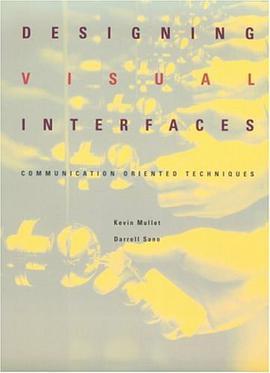 DESIGNING
VISUAL
INTERFACES
COMMUNICATION ORIENTED TECHNIQUES
Kevin Mullet
Darrell Sano